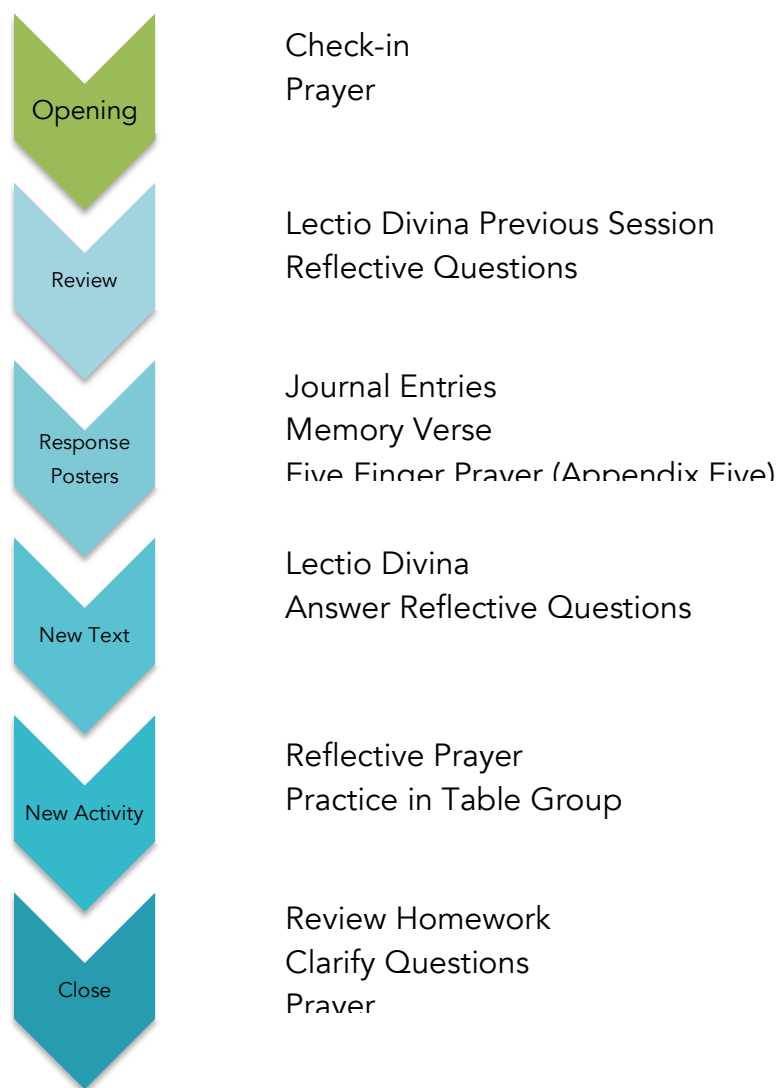 Opening
Check-in
Prayer
Review
Lectio Divina Previous Session
Reflective Questions
Response
Posters
Journal Entries
Memory Verse
Five Finger Prayer (Appendix Five)
New Text
Lectio Divina
Answer Reflective Questions
New Activity
Reflective Prayer
Practice in Table Group
Close
Review Homework
Clarify Questions
Prayer